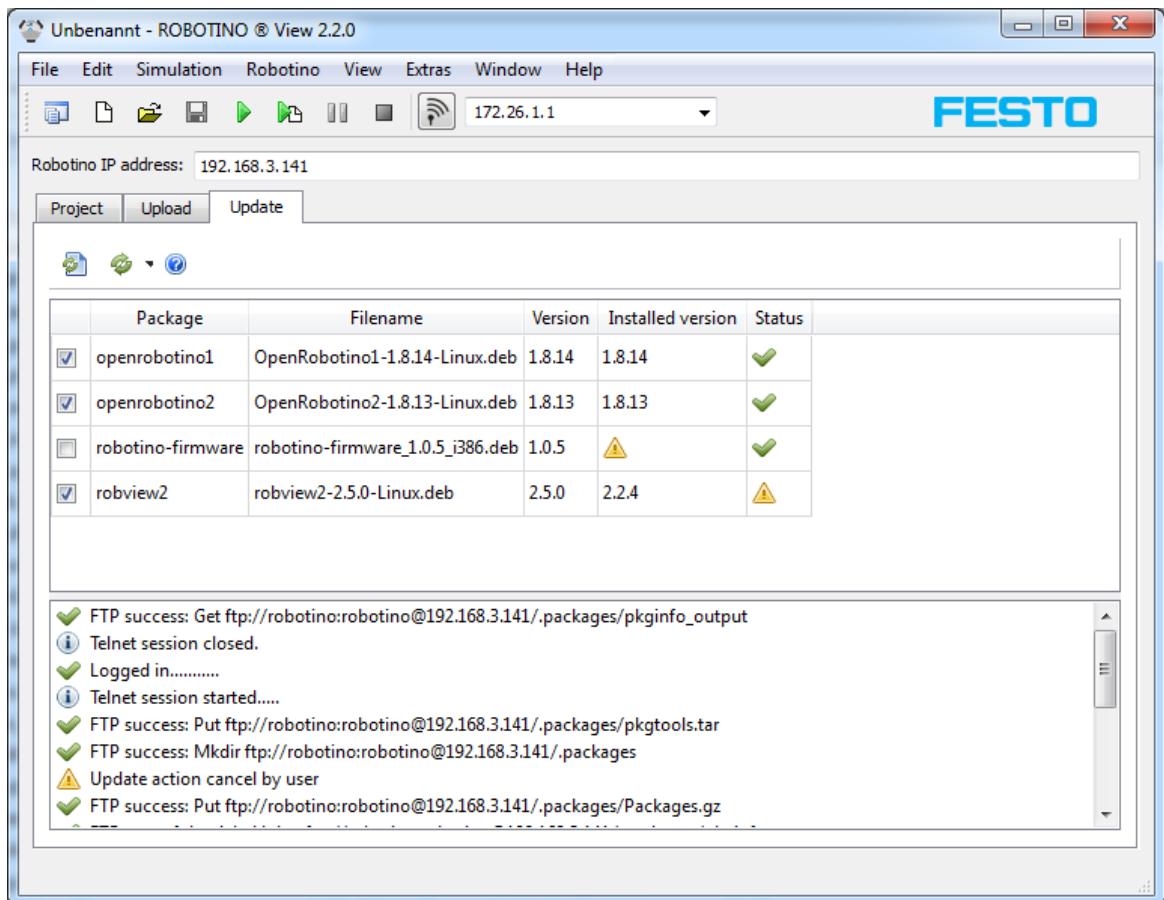 Unbenannt - ROBOTINO ® View 2.2.0
File Edit Simulation Robotino View Extras Window Help
172.26.1.1
FESTO
Robotino IP address: 192.168.3.141
Project Upload Update
Package Filename Version Installed version Status
openrobotino1 OpenRobotino1-1.8.14-Linux.deb 1.8.14 1.8.14
openrobotino2 OpenRobotino2-1.8.13-Linux.deb 1.8.13 1.8.13
robotino-firmware robotino-firmware_1.0.5_i386.deb 1.0.5
robview2 robview2-2.5.0-Linux.deb 2.5.0 2.2.4
FTP success: Get ftp://robotino:robotino@192.168.3.141/.packages/pkginfo_output
Telnet session closed.
Logged in...........
Telnet session started.....
FTP success: Put ftp://robotino:robotino@192.168.3.141/.packages/pkgtools.tar
FTP success: Mkdir ftp://robotino:robotino@192.168.3.141/.packages
Update action cancel by user
FTP success: Put ftp://robotino:robotino@192.168.3.141/.packages/Packages.gz